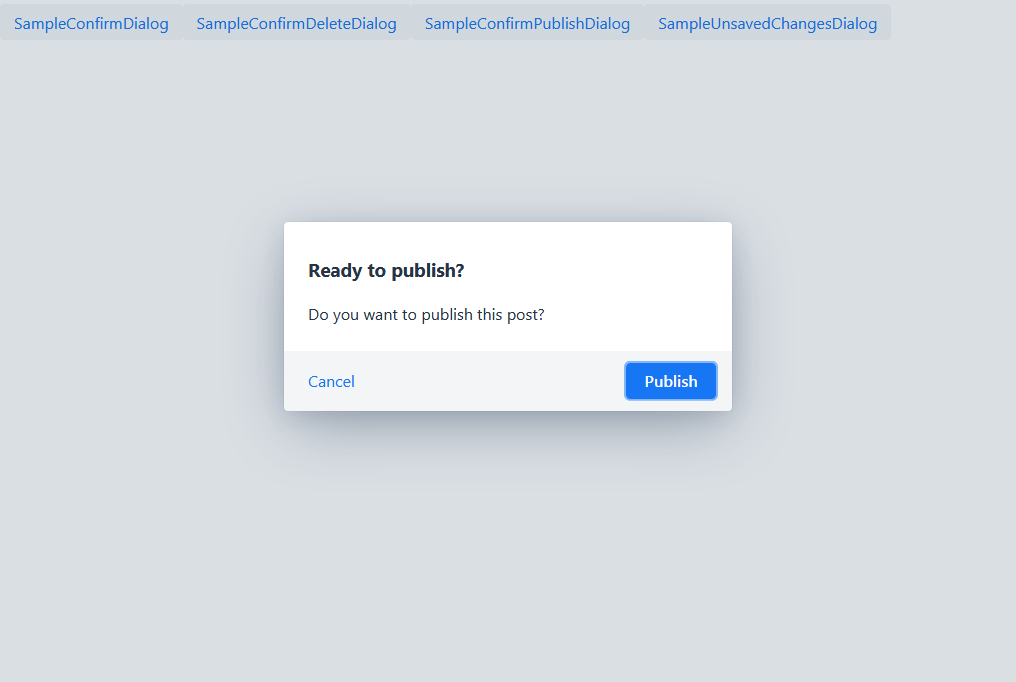 SampleConfirmDialog SampleConfirmDeleteDialog SampleConfirmPublishDialog SampleUnsavedChangesDialog
Ready to publish?
Do you want to publish this post?
Cancel Publish